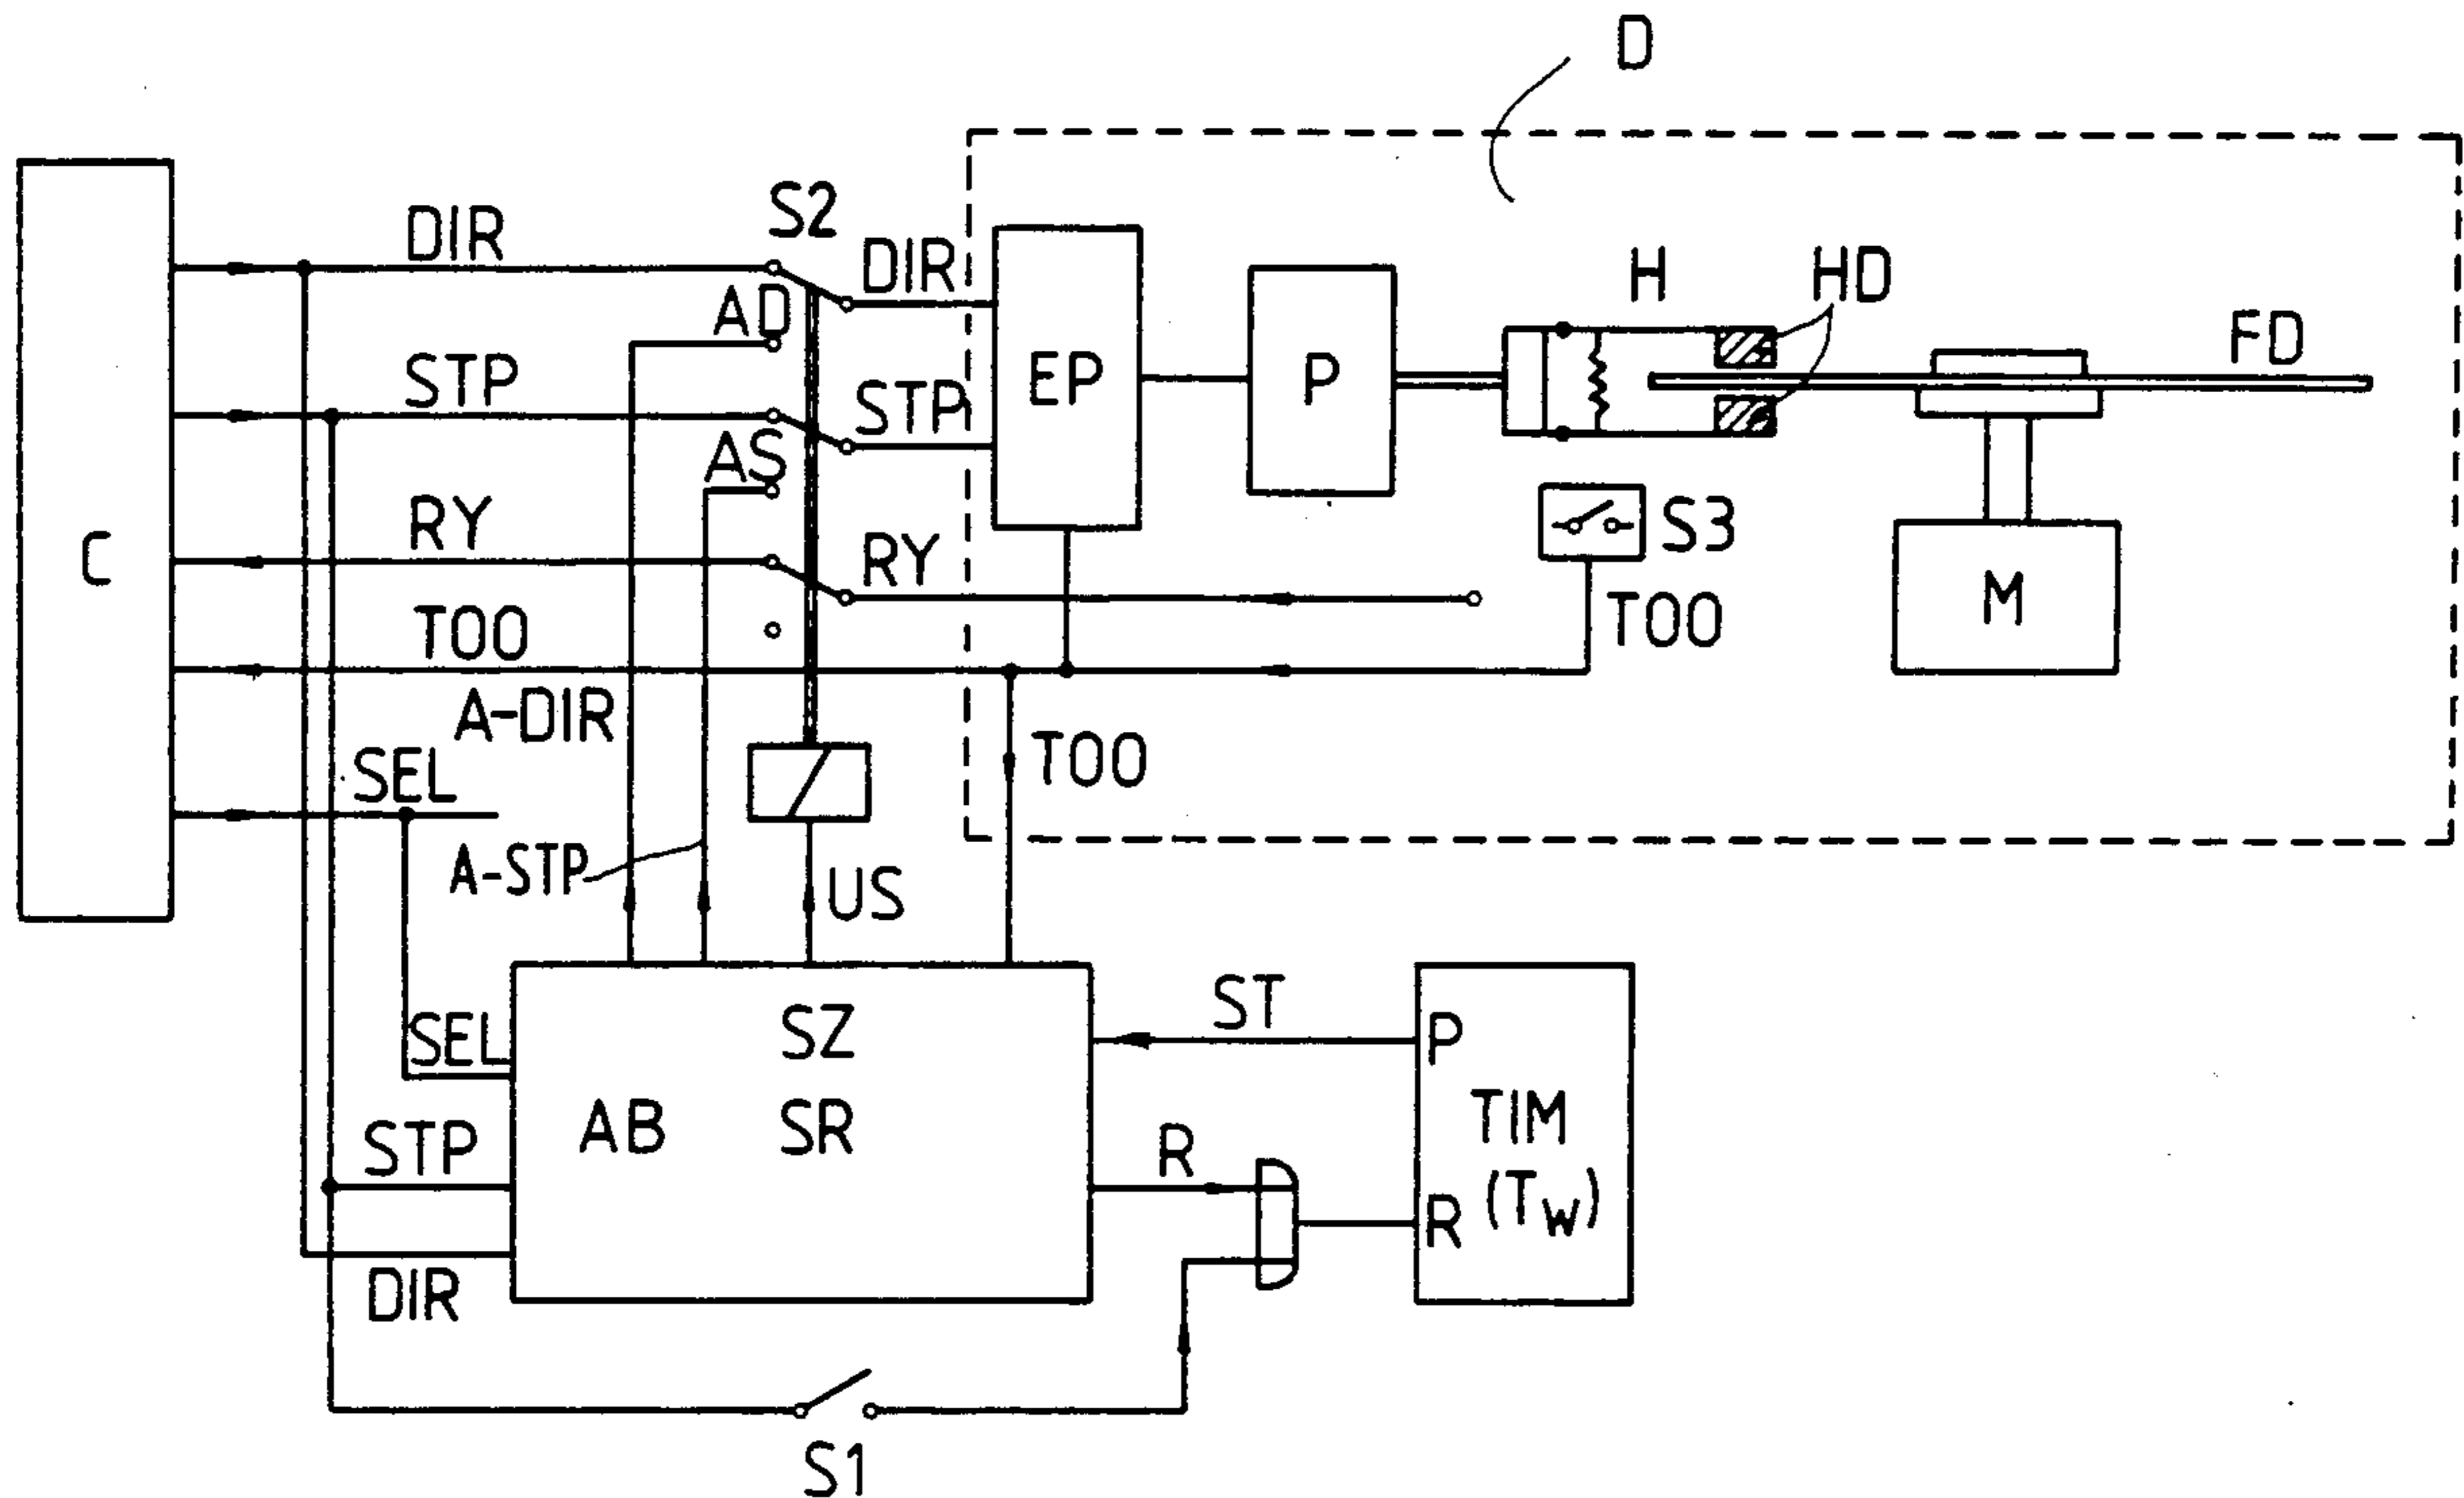 D
S2
DIR
DIR
H
HD
AD
FD
STP
EP
P
STP
AS
RY
S3
C
RY
M
TOO
TOO
A-DIR
SEL
TOO
A-STP
US
ST
SZ
P
SEL
AB
SR
TIM
STP
R
(TW)
R
DIR
S1